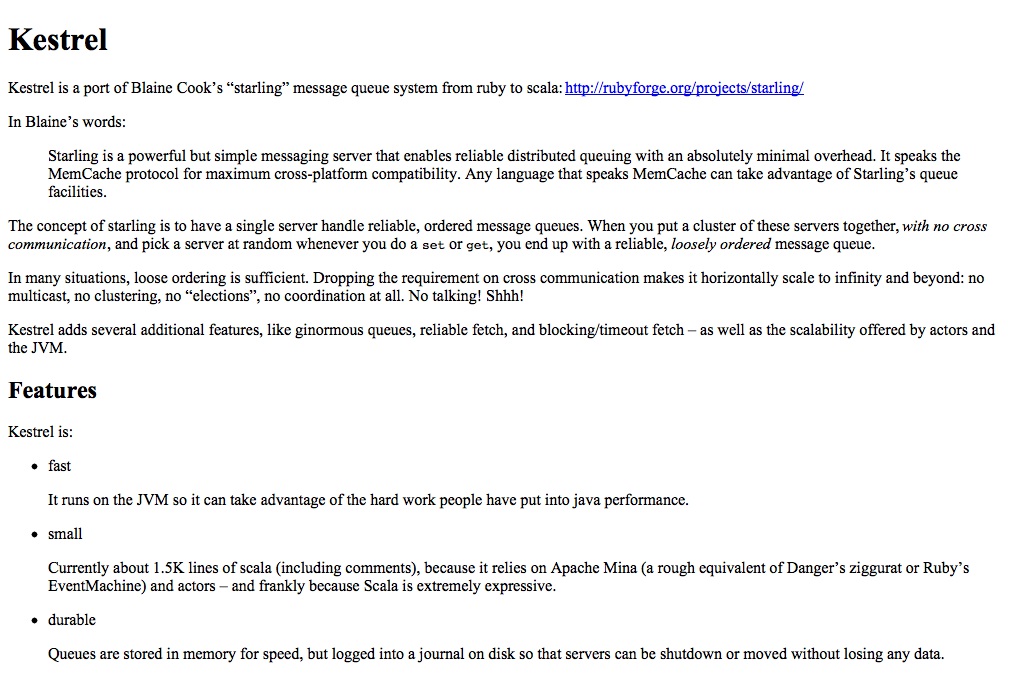 Kestrel
Kestrel is a port of Blaine Cook’s “starling” message queue system from ruby to scala: http://rubyforge.org/projects/starling/
In Blaine’s words:
Starling is a powerful but simple messaging server that enables reliable distributed queuing with an absolutely minimal overhead. It speaks the
MemCache protocol for maximum cross-platform compatibility. Any language that speaks MemCache can take advantage of Starling’s queue
facilities.
The concept of starling is to have a single server handle reliable, ordered message queues. When you put a cluster of these servers together, with no cross
communication, and pick a server at random whenever you do a set or get, you end up with a reliable, loosely ordered message queue.
In many situations, loose ordering is sufficient. Dropping the requirement on cross communication makes it horizontally scale to infinity and beyond: no
multicast, no clustering, no “elections”, no coordination at all. No talking! Shhh!
Kestrel adds several additional features, like ginormous queues, reliable fetch, and blocking/timeout fetch – as well as the scalability offered by actors and
the JVM.
Features
Kestrel is:
• fast
It runs on the JVM so it can take advantage of the hard work people have put into java performance.
• small
Currently about 1.5K lines of scala (including comments), because it relies on Apache Mina (a rough equivalent of Danger’s ziggurat or Ruby’s
EventMachine) and actors – and frankly because Scala is extremely expressive.
• durable
Queues are stored in memory for speed, but logged into a journal on disk so that servers can be shutdown or moved without losing any data.